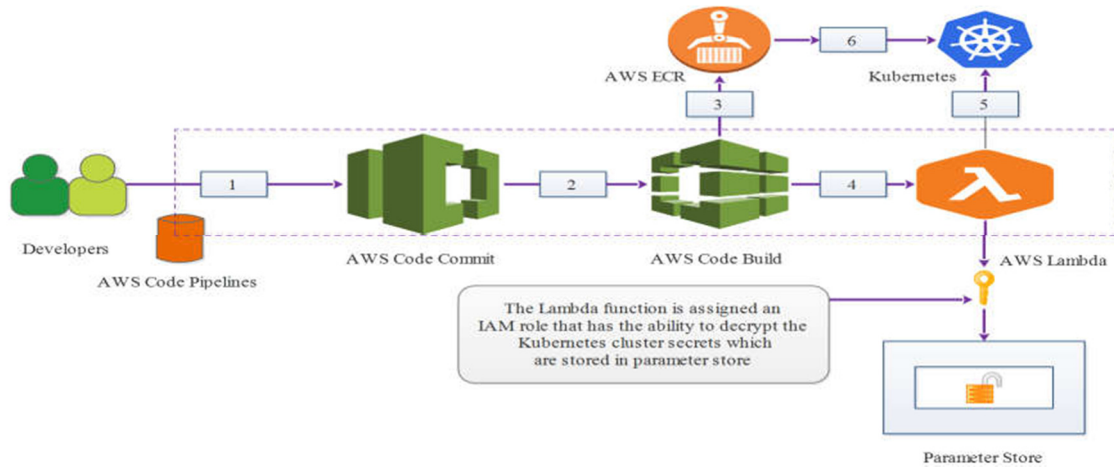 6
AWS ECR
Kubernetes
3
5
1
2
4
Developers
AWS Code Pipelines
AWS Code Commit
AWS Code Build
AWS Lambda
The Lambda function is assigned an
IAM role that has the ability to decrypt the
Kubernetes cluster secrets which
are stored in parameter store
Parameter Store